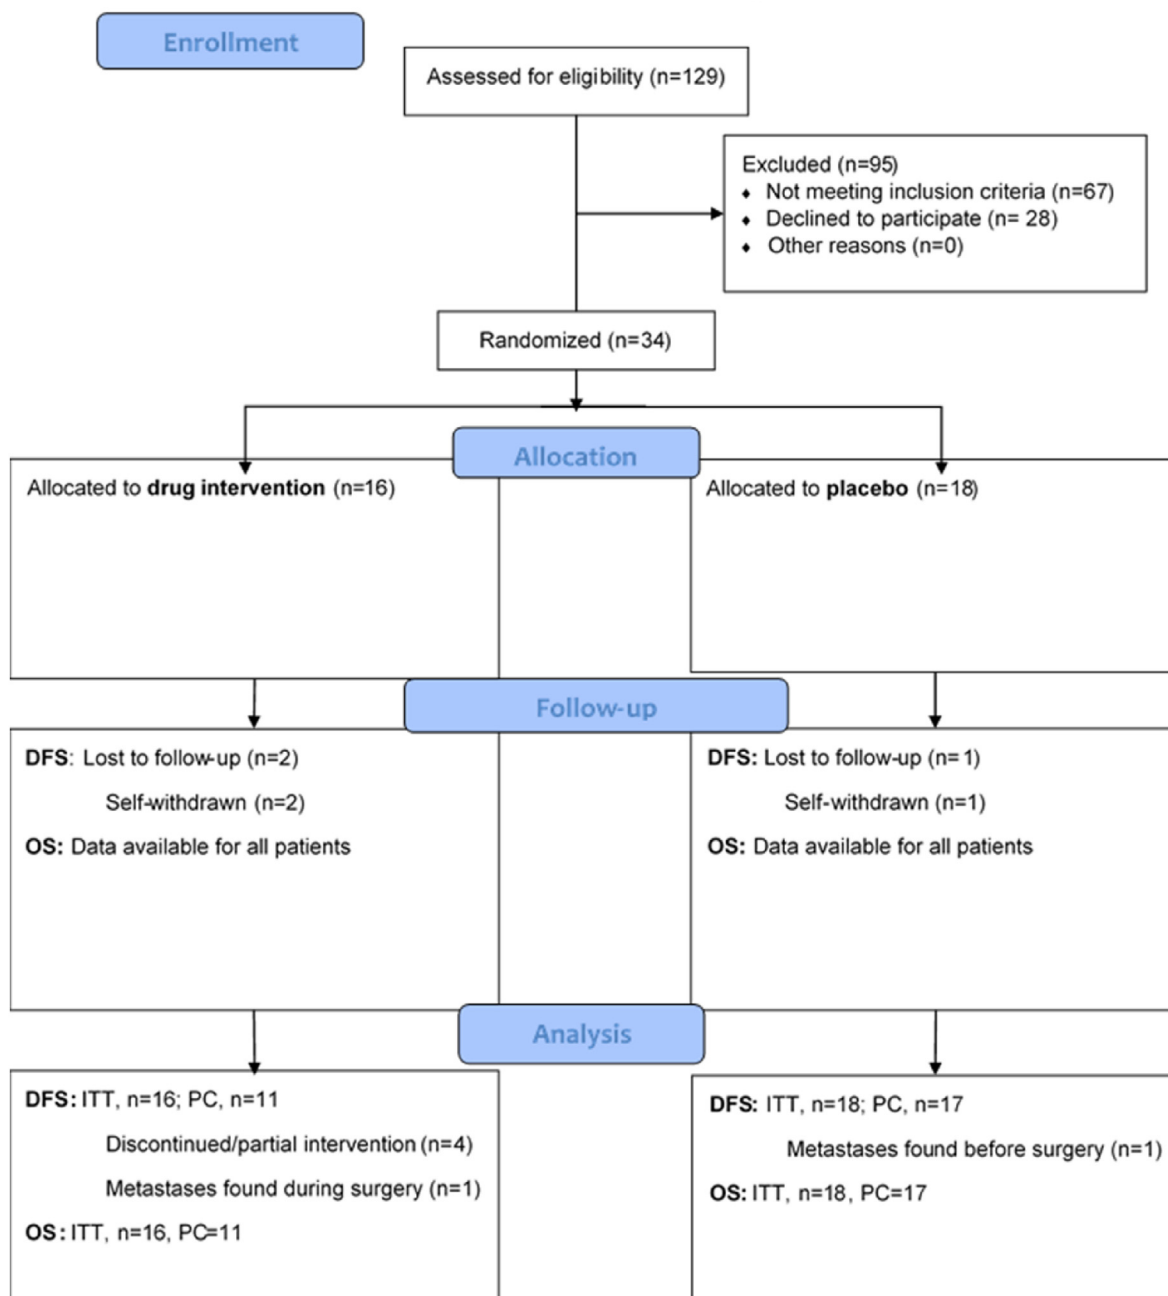 Enrollment
Assessed for eligibility (n=129)
Excluded (n=95)
♦ Not meeting inclusion criteria (n=67)
♦ Declined to participate (n= 28)
♦ Other reasons (n=0)
Randomized (n=34)
Allocation
Allocated to drug intervention (n=16)
Allocated to placebo (n=18)
Follow-up
DFS: Lost to follow-up (n=2)
Self-withdrawn (n=2)
OS: Data available for all patients
DFS: Lost to follow-up (n=1)
Self-withdrawn (n=1)
OS: Data available for all patients
Analysis
DFS: ITT, n=16; PC, n=11
Discontinued/partial intervention (n=4)
Metastases found during surgery (n=1)
OS: ITT, n=16, PC=11
DFS: ITT, n=18; PC, n=17
Metastases found before surgery (n=1)
OS: ITT, n=18, PC=17